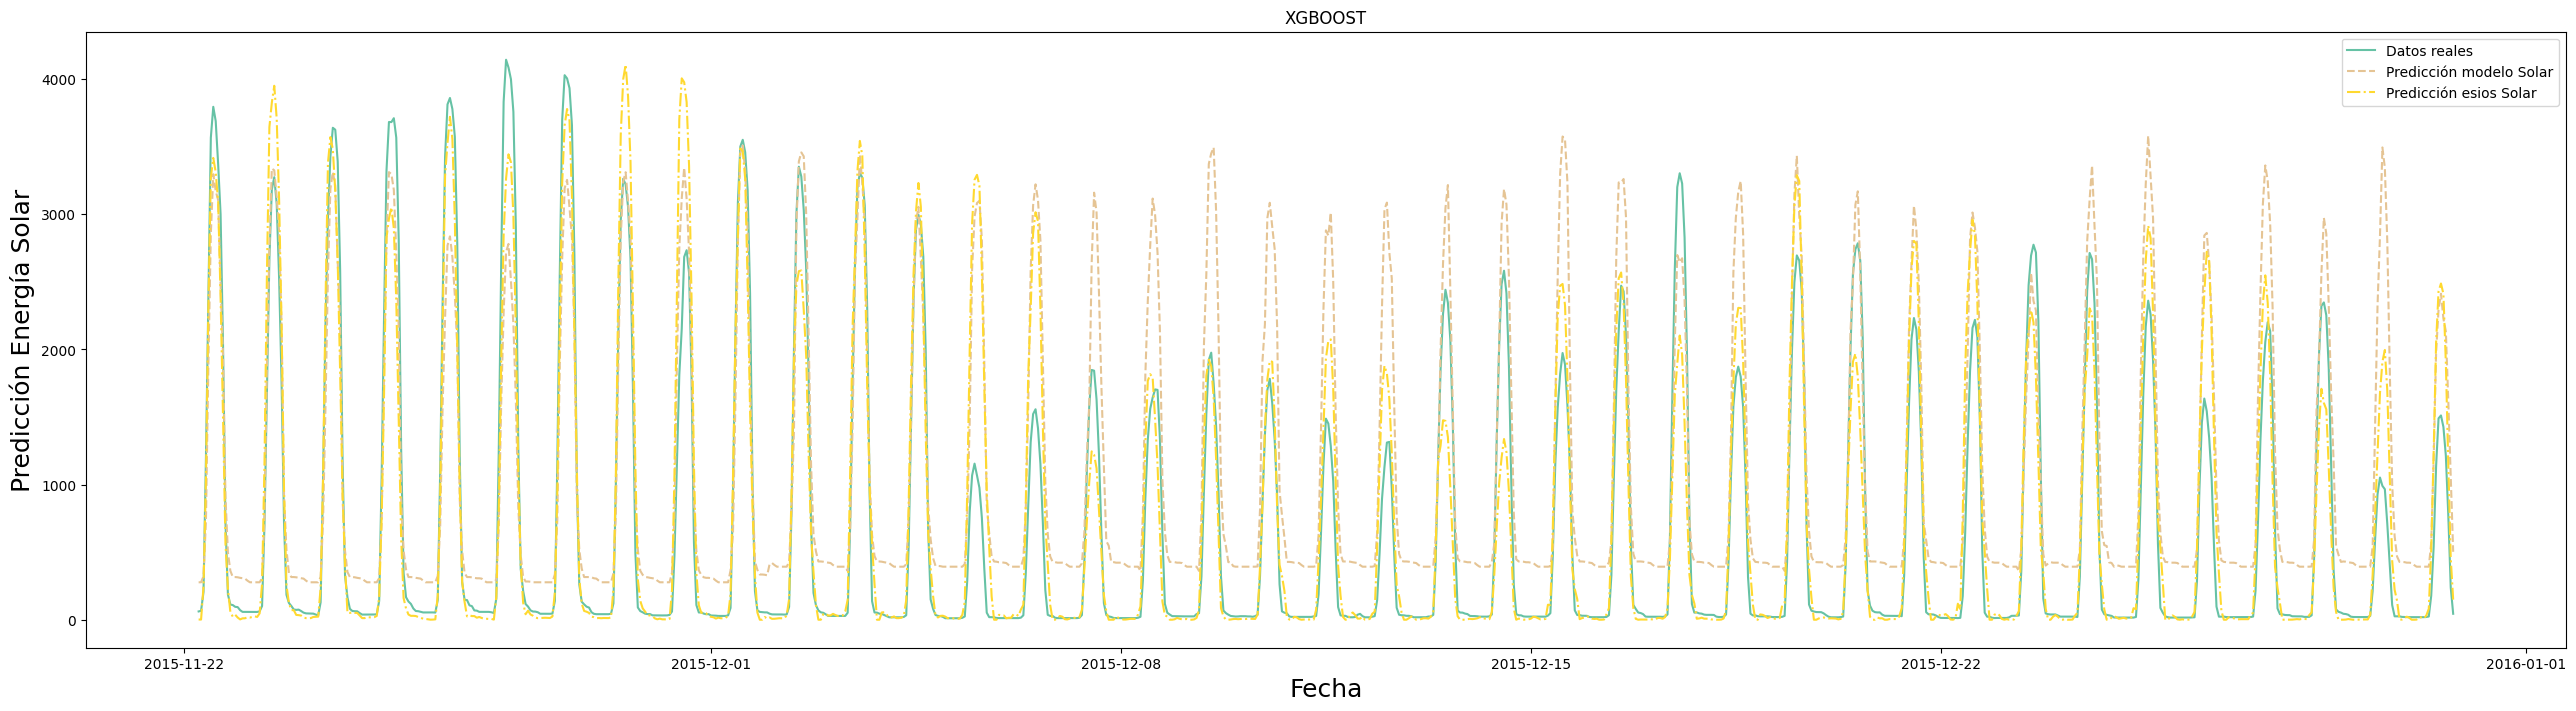 XGBOOST
Datos reales
Predicción modelo Solar
Predicción esios Solar
Predicción Energía Solar
4000
3000
2000
1000
0
2015-11-22
2015-12-01
2015-12-08
2015-12-15
2015-12-22
2016-01-01
Fecha